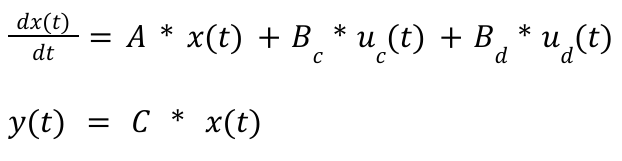 dx(t)/dt = A * x(t) + B_c * u_c(t) + B_d * u_d(t)
y(t) = C * x(t)